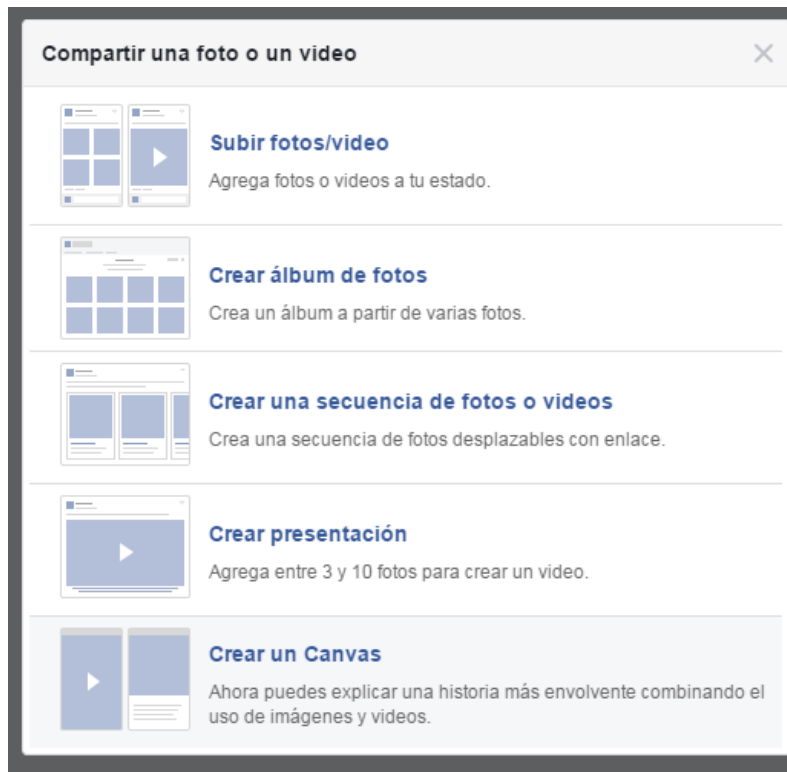 Compartir una foto o un video
Subir fotos/video
Agrega fotos o videos a tu estado.
Crear álbum de fotos
Crea un álbum a partir de varias fotos.
Crear una secuencia de fotos o videos
Crea una secuencia de fotos desplazables con enlace.
Crear presentación
Agrega entre 3 y 10 fotos para crear un video.
Crear un Canvas
Ahora puedes explicar una historia más envolvente combinando el
uso de imágenes y videos.